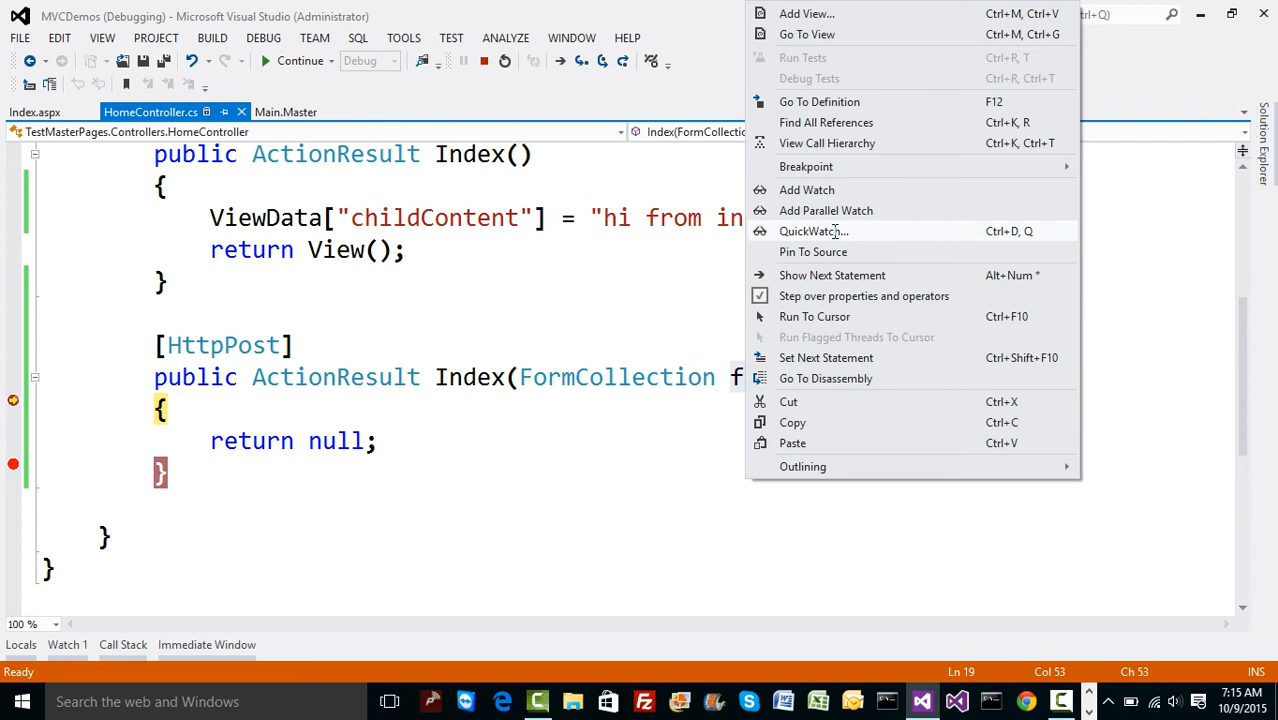 MVCDemos (Debugging) - Microsoft Visual Studio (Administrator)
Ctrl+Q)
FILE EDIT VIEW PROJECT BUILD DEBUG TEAM SQL TOOLS TEST ANALYZE WINDOW HELP
Continue Debug
Index.aspx HomeController.cs Main.Master
TestMasterPages.Controllers.HomeController Index(FormCollectio
public ActionResult Index()
{
ViewData["childContent"] = "hi from in
return View();
}
[HttpPost]
public ActionResult Index(FormCollection f
{
return null;
}
}
}
Add View... Ctrl+M, Ctrl+V
Go To View Ctrl+M, Ctrl+G
Run Tests Ctrl+R, T
Debug Tests Ctrl+R, Ctrl+T
Go To Definition F12
Find All References Ctrl+K, R
View Call Hierarchy Ctrl+K, Ctrl+T
Breakpoint
Add Watch
Add Parallel Watch
QuickWatch... Ctrl+D, Q
Pin To Source
Show Next Statement Alt+Num *
Step over properties and operators
Run To Cursor Ctrl+F10
Run Flagged Threads To Cursor
Set Next Statement Ctrl+Shift+F10
Go To Disassembly
Cut Ctrl+X
Copy Ctrl+C
Paste Ctrl+V
Outlining
Solution Explorer
100 %
Locals Watch 1 Call Stack Immediate Window
Ready Ln 19 Col 53 Ch 53 INS
Search the web and Windows
7:15 AM
10/9/2015